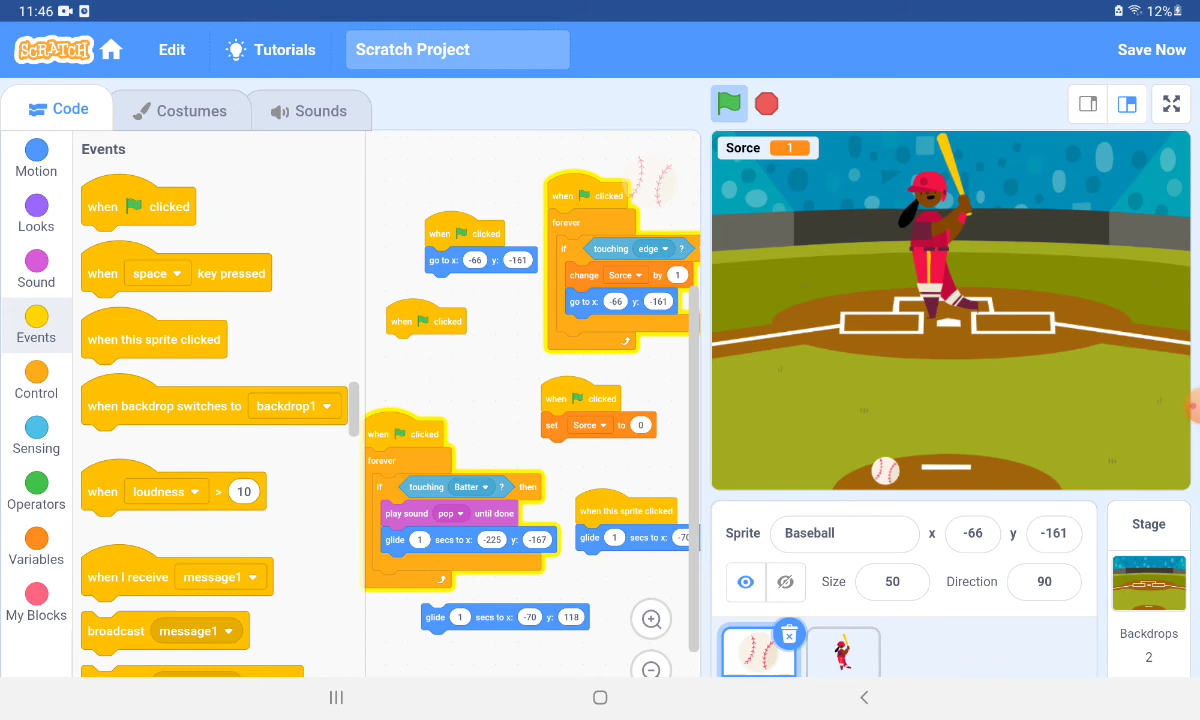 11:46
12%
SCRATCH
Edit
Tutorials
Scratch Project
Save Now
Code
Costumes
Sounds
Motion
Looks
Sound
Events
Control
Sensing
Operators
Variables
My Blocks
Events
when clicked
when space key pressed
when this sprite clicked
when backdrop switches to backdrop1
when loudness > 10
when I receive message1
broadcast message1
when clicked
go to x: -66 y: -161
when clicked
when clicked
forever
if touching edge ?
change Sorce by 1
go to x: -66 y: -161
when clicked
set Sorce to 0
when clicked
forever
if touching Batter ? then
play sound pop until done
glide 1 secs to x: -225 y: -167
when this sprite clicked
glide 1 secs to x: -70
glide 1 secs to x: -70 y: 118
Sorce 1
Sprite Baseball x -66 y -161
Size 50 Direction 90
Stage
Backdrops
2